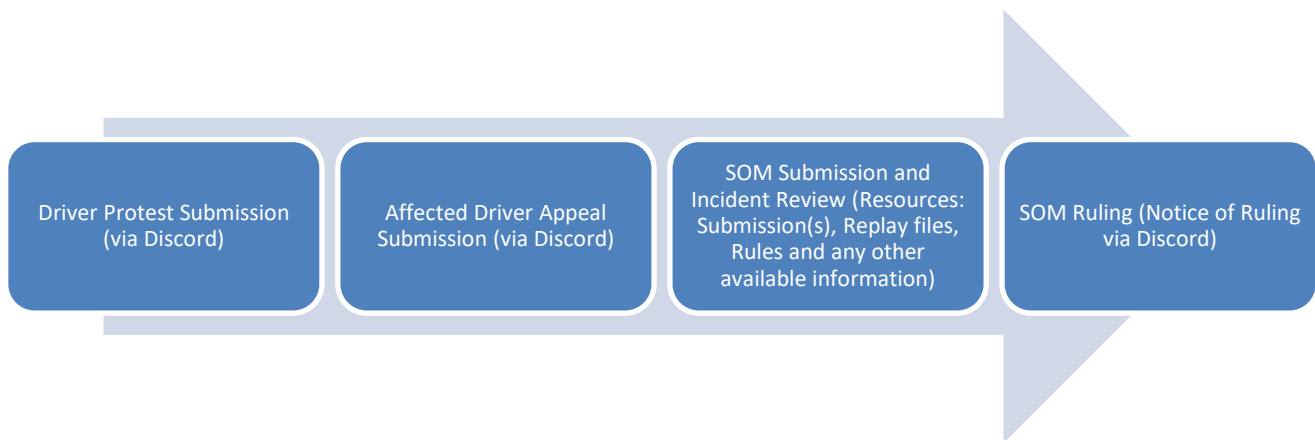 Driver Protest Submission
(via Discord)
Affected Driver Appeal
Submission (via Discord)
SOM Submission and
Incident Review (Resources:
Submission(s), Replay files,
Rules and any other
available information)
SOM Ruling (Notice of Ruling
via Discord)